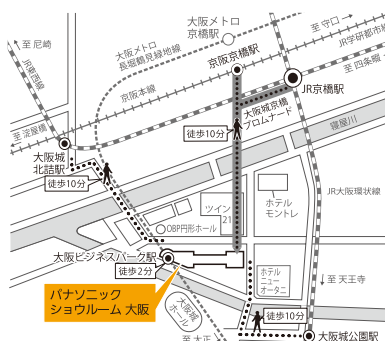 至 尼崎
JR東西線
大阪メトロ
長堀鶴見緑地線
大阪メトロ
京橋駅
至 守口
JR学研都市線
至 四条畷
京阪京橋駅
京阪本線
JR京橋駅
大阪城京橋
プロムナード
至 淀屋橋
徒歩10分
寝屋川
大阪城
北詰駅
徒歩10分
ツイン
21
ホテル
モントレ
JR大阪環状線
OBP円形ホール
大阪ビジネスパーク駅
徒歩2分
ホテル
ニュー
オータニ
至 天王寺
パナソニック
ショウルーム 大阪
大阪城
ホール
徒歩10分
至 大正
大阪城公園駅